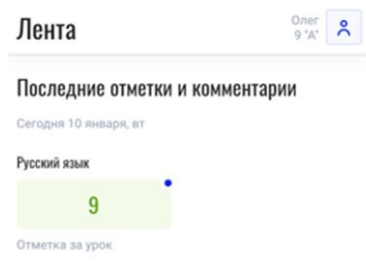 Лента
Олег
9 "А"
Последние отметки и комментарии
Сегодня 10 января, вт
Русский язык
9
Отметка за урок